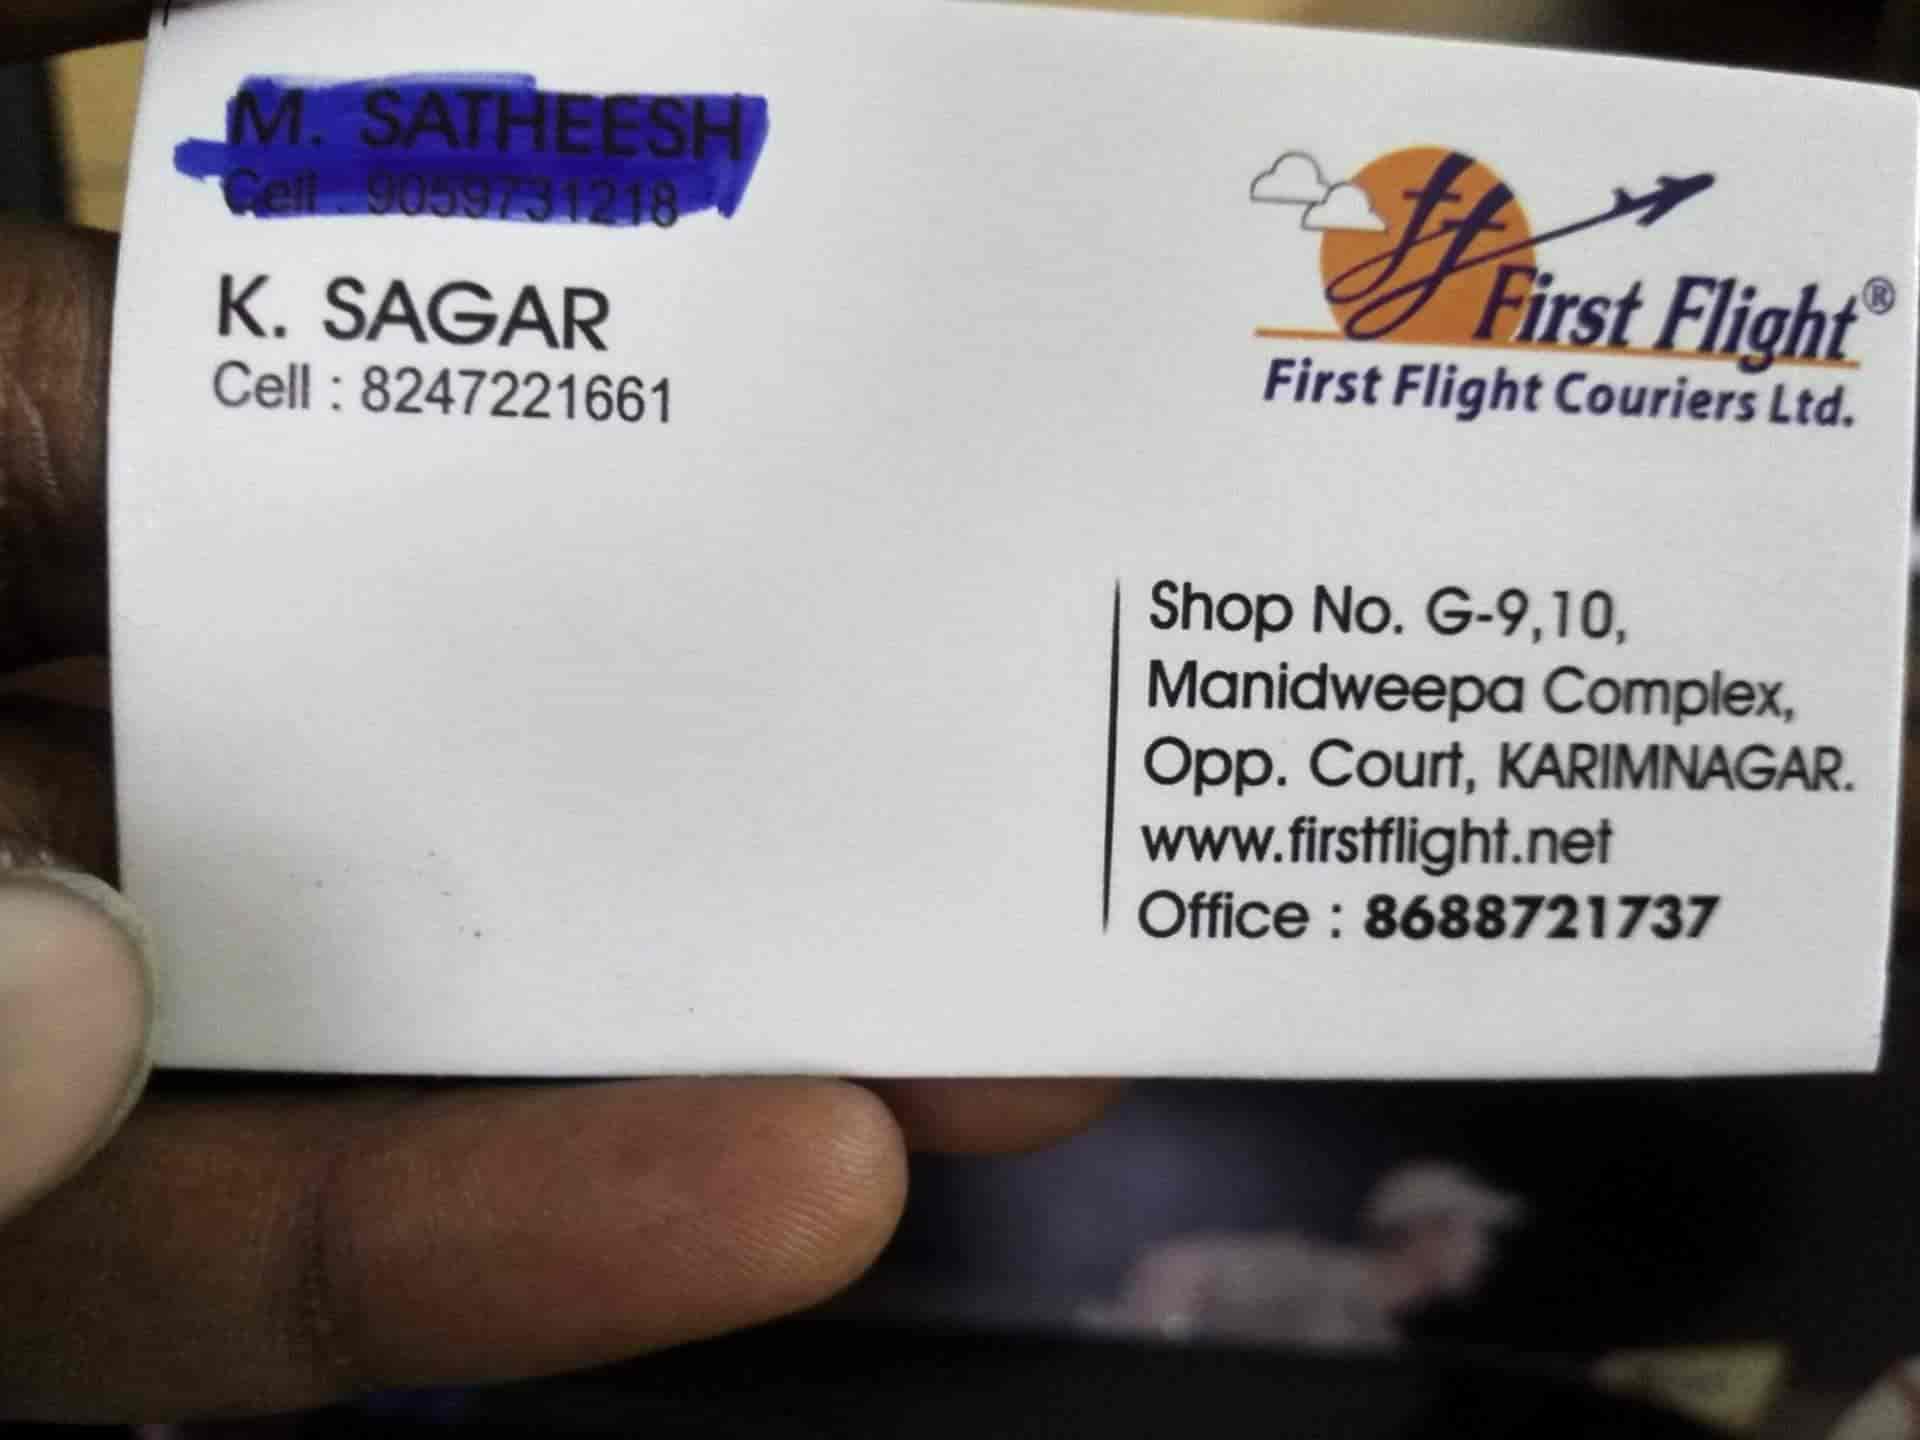 M. SATHEESH
Cell : 9059731218
K. SAGAR
Cell : 8247221661
First Flight®
First Flight Couriers Ltd.
Shop No. G-9,10,
Manidweepa Complex,
Opp. Court, KARIMNAGAR.
www.firstflight.net
Office : 8688721737